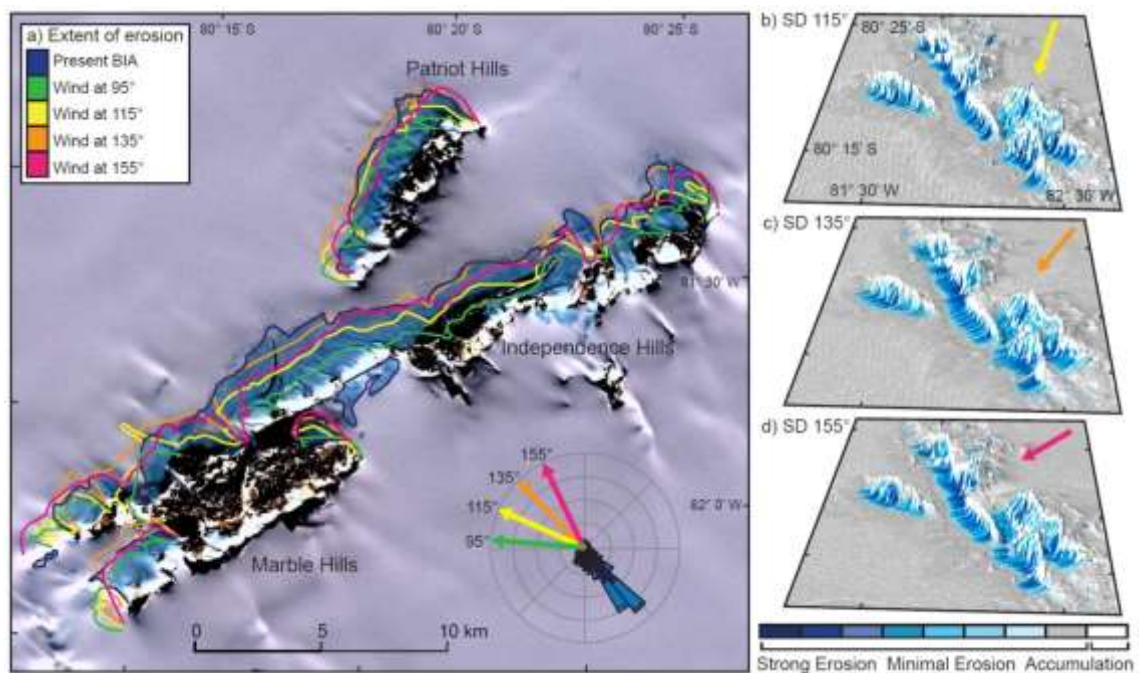 80° 15' S
80° 20' S
80° 25' S
a) Extent of erosion
Present BIA
Wind at 95°
Wind at 115°
Wind at 135°
Wind at 155°
Patriot Hills
81° 30' W
Independence Hills
155°
135°
115°
95°
82° 0' W
Marble Hills
0 5 10 km
b) SD 115°
80° 25' S
80° 15' S
81° 30' W
82° 30' W
c) SD 135°
d) SD 155°
Strong Erosion Minimal Erosion Accumulation